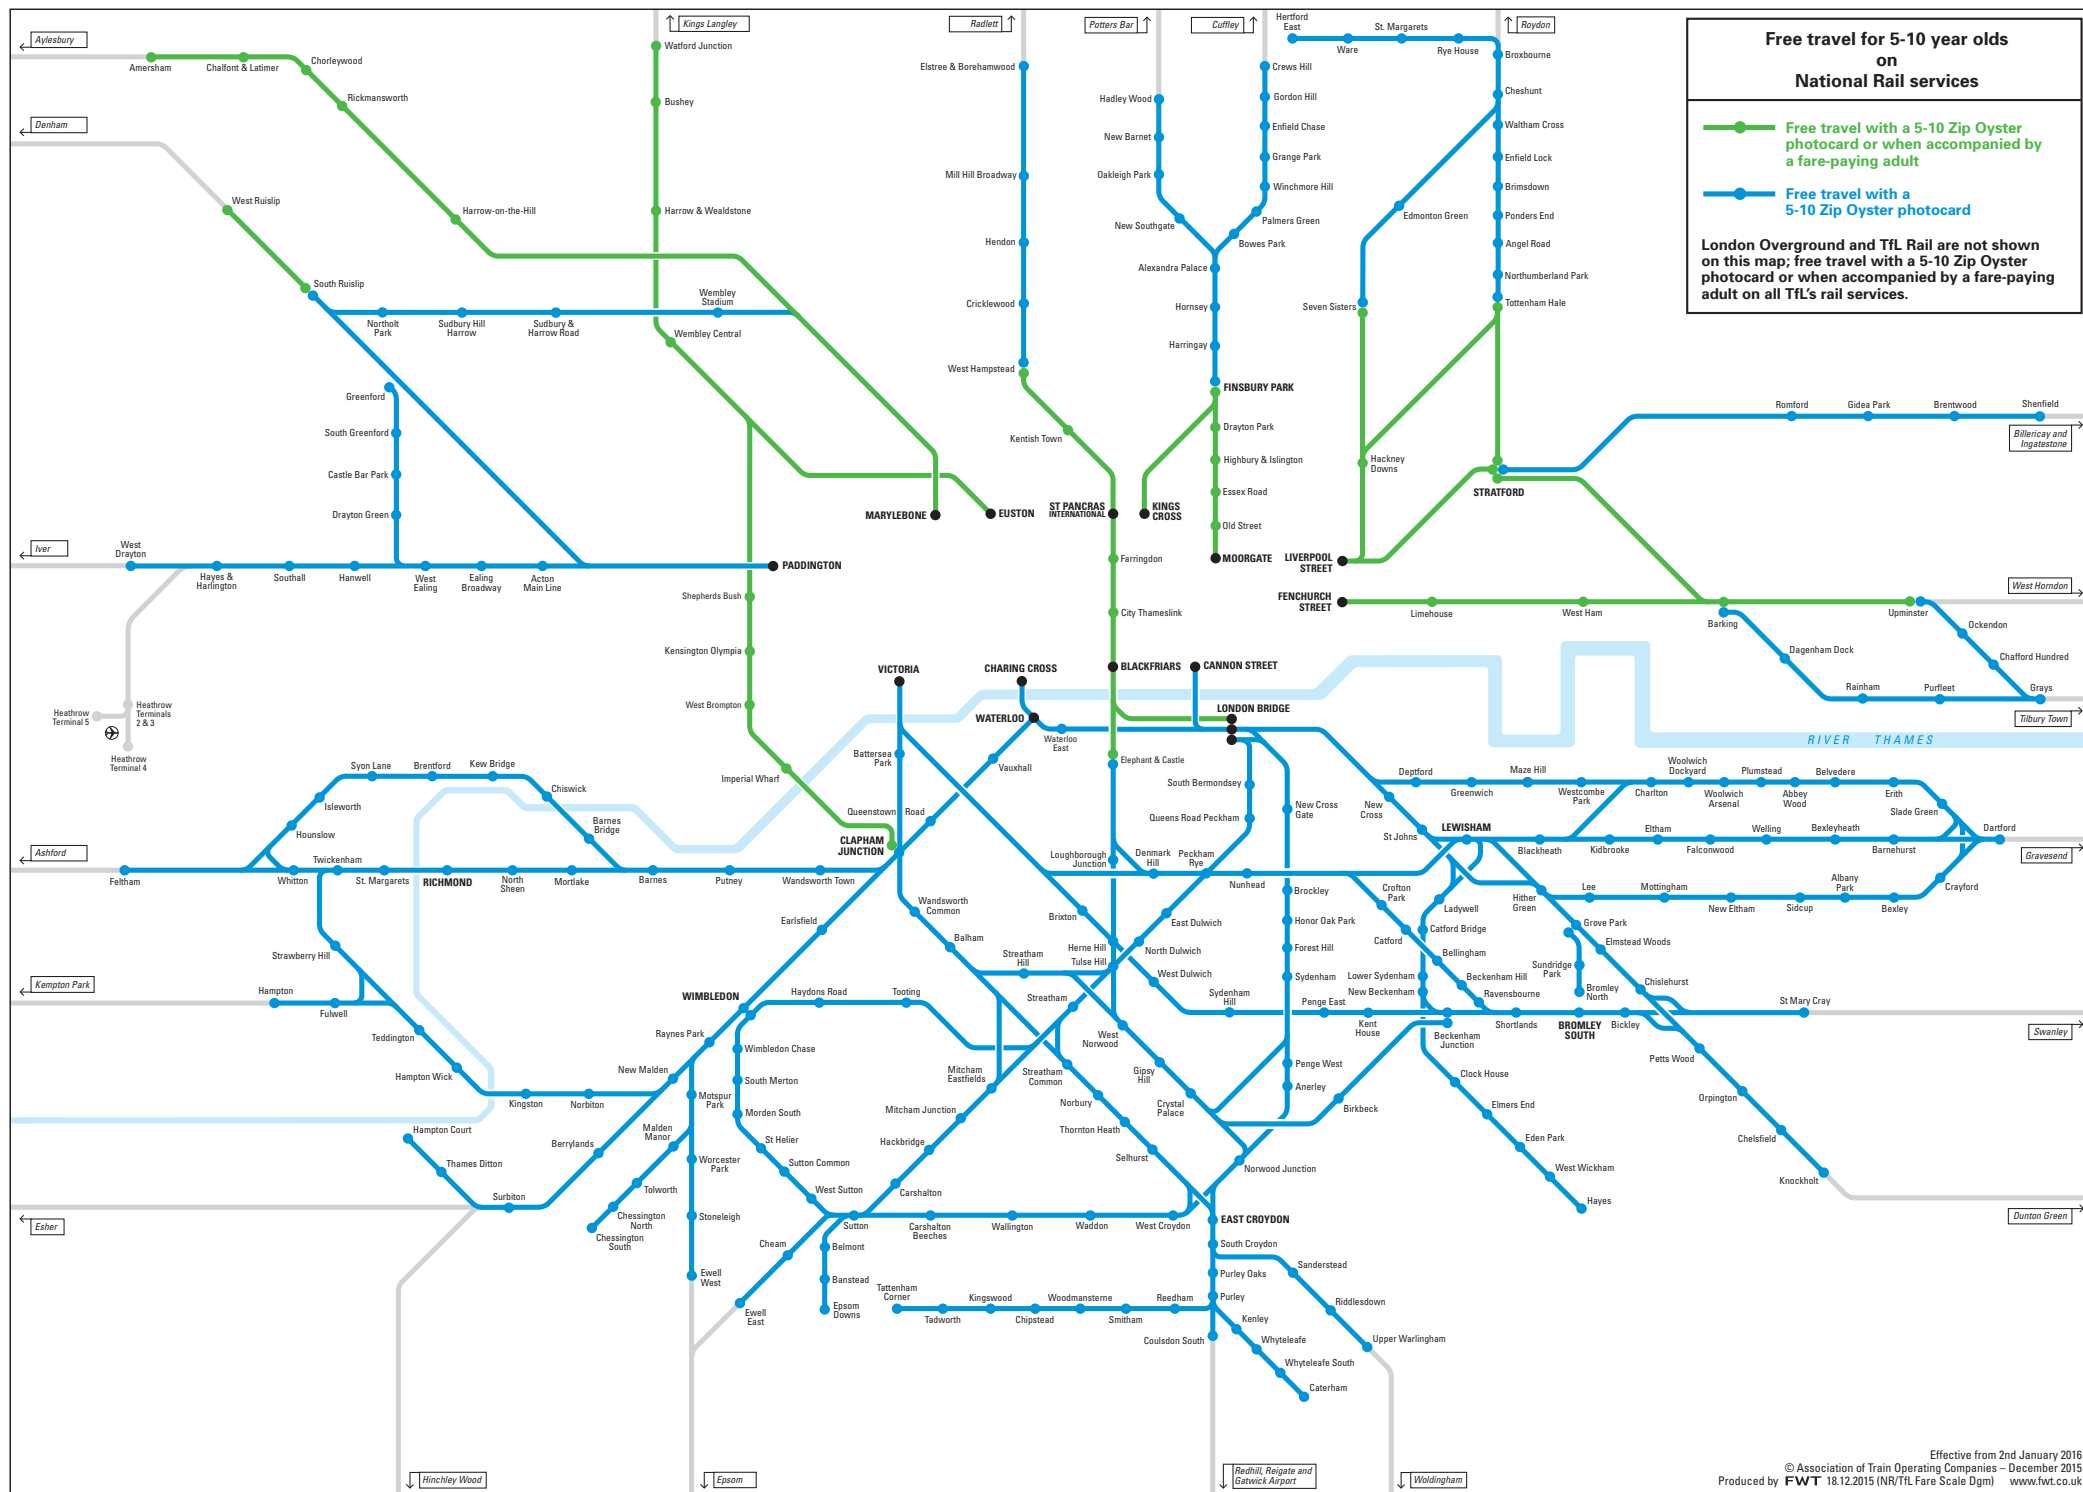 Aylesbury
Kings Langley
Radlett
Potters Bar
Cuffley
Hertford
East
St. Margarets
Roydon
Ware
Rye House
Broxbourne
Free travel for 5-10 year olds
on
National Rail services
Free travel with a 5-10 Zip Oyster
photocard or when accompanied by
a fare-paying adult
Free travel with a
5-10 Zip Oyster photocard
London Overground and TfL Rail are not shown
on this map; free travel with a 5-10 Zip Oyster
photocard or when accompanied by a fare-paying
adult on all TfL's rail services.
Amersham
Chalfont & Latimer
Chorleywood
Rickmansworth
Harrow-on-the-Hill
Denham
West Ruislip
South Ruislip
Northolt
Park
Sudbury Hill
Harrow
Sudbury &
Harrow Road
Wembley
Stadium
Watford Junction
Bushey
Harrow & Wealdstone
Wembley Central
Elstree & Borehamwood
Mill Hill Broadway
Hendon
Cricklewood
West Hampstead
Kentish Town
Hadley Wood
New Barnet
Oakleigh Park
New Southgate
Crews Hill
Gordon Hill
Enfield Chase
Grange Park
Winchmore Hill
Palmers Green
Bowes Park
Alexandra Palace
Hornsey
Harringay
FINSBURY PARK
Drayton Park
Highbury & Islington
Essex Road
Old Street
MOORGATE
Cheshunt
Waltham Cross
Enfield Lock
Brimsdown
Ponders End
Angel Road
Northumberland Park
Tottenham Hale
Edmonton Green
Seven Sisters
Hackney
Downs
STRATFORD
Romford
Gidea Park
Brentwood
Shenfield
Billericay and
Ingatestone
Greenford
South Greenford
Castle Bar Park
Drayton Green
MARYLEBONE
EUSTON
ST PANCRAS
INTERNATIONAL
KINGS
CROSS
LIVERPOOL
STREET
FENCHURCH
STREET
Limehouse
West Ham
Barking
Upminster
West Horndon
Ockendon
Chafford Hundred
Grays
Dagenham Dock
Rainham
Purfleet
Tilbury Town
Iver
West
Drayton
Hayes &
Harlington
Southall
Hanwell
West
Ealing
Ealing
Broadway
Acton
Main Line
PADDINGTON
Heathrow
Terminal 5
Heathrow
Terminals
2 & 3
Heathrow
Terminal 4
Shepherds Bush
Kensington Olympia
West Brompton
Imperial Wharf
Farringdon
City Thameslink
BLACKFRIARS
CANNON STREET
VICTORIA
CHARING CROSS
WATERLOO
Waterloo
East
LONDON BRIDGE
RIVER THAMES
Battersea
Park
Vauxhall
Queenstown Road
CLAPHAM
JUNCTION
Elephant & Castle
South Bermondsey
Queens Road Peckham
New Cross
Gate
New
Cross
St Johns
Deptford
Greenwich
Maze Hill
Westcombe
Park
Charlton
Woolwich
Dockyard
Woolwich
Arsenal
Plumstead
Abbey
Wood
Belvedere
Erith
Slade Green
Dartford
Gravesend
LEWISHAM
Blackheath
Kidbrooke
Eltham
Falconwood
Welling
Bexleyheath
Barnehurst
Syon Lane
Brentford
Kew Bridge
Isleworth
Hounslow
Chiswick
Barnes
Bridge
Ashford
Feltham
Whitton
Twickenham
St. Margarets
RICHMOND
North
Sheen
Mortlake
Barnes
Putney
Wandsworth Town
Loughborough
Junction
Denmark
Hill
Peckham
Rye
Nunhead
Crofton
Park
Catford
Bellingham
Beckenham Hill
Ravensbourne
Ladywell
Catford Bridge
Lower Sydenham
New Beckenham
Hither
Green
Lee
Mottingham
New Eltham
Sidcup
Albany
Park
Bexley
Crayford
Grove Park
Elmstead Woods
Sundridge
Park
Bromley
North
Chislehurst
St Mary Cray
Swanley
Brockley
Honor Oak Park
Forest Hill
Sydenham
Penge West
Anerley
Brixton
Herne Hill
Tulse Hill
East Dulwich
North Dulwich
West Dulwich
Sydenham
Hill
Penge East
Kent
House
Beckenham
Junction
Shortlands
BROMLEY
SOUTH
Bickley
Petts Wood
Orpington
Chelsfield
Knockholt
Dunton Green
Clock House
Elmers End
Eden Park
West Wickham
Hayes
Birkbeck
Wandsworth
Common
Balham
Streatham
Hill
Streatham
West
Norwood
Gipsy
Hill
Crystal
Palace
Norwood Junction
Earlsfield
WIMBLEDON
Haydons Road
Tooting
Strawberry Hill
Kempton Park
Hampton
Fulwell
Teddington
Hampton Wick
Kingston
Norbiton
New Malden
Raynes Park
Wimbledon Chase
South Merton
Morden South
St Helier
Sutton Common
West Sutton
Motspur
Park
Malden
Manor
Tolworth
Chessington
North
Chessington
South
Worcester
Park
Stoneleigh
Ewell
West
Berrylands
Hampton Court
Thames Ditton
Surbiton
Esher
Mitcham
Eastfields
Mitcham Junction
Hackbridge
Carshalton
Streatham
Common
Norbury
Thornton Heath
Selhurst
Sutton
Carshalton
Beeches
Wallington
Waddon
West Croydon
EAST CROYDON
Cheam
Ewell
East
Belmont
Banstead
Epsom
Downs
South Croydon
Purley Oaks
Purley
Sanderstead
Riddlesdown
Upper Warlingham
Tattenham
Corner
Tadworth
Kingswood
Chipstead
Woodmansterne
Smitham
Reedham
Coulsdon South
Kenley
Whyteleafe
Whyteleafe South
Caterham
Hinchley Wood
Epsom
Redhill, Reigate and
Gatwick Airport
Woldingham
Effective from 2nd January 2016
© Association of Train Operating Companies – December 2015
Produced by FWT 18.12.2015 (NR/TfL Fare Scale Dgm) www.fwt.co.uk